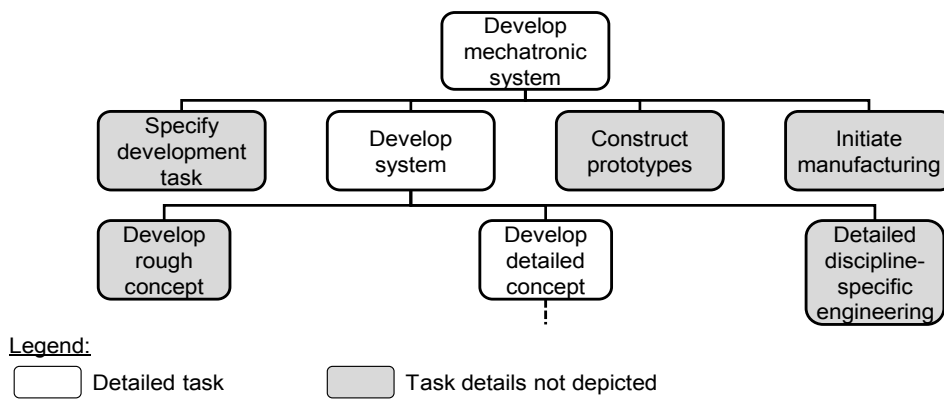 Develop
mechatronic
system
Specify
development
task
Develop
system
Construct
prototypes
Initiate
manufacturing
Develop
rough
concept
Develop
detailed
concept
Detailed
discipline-
specific
engineering
Legend:
Detailed task
Task details not depicted